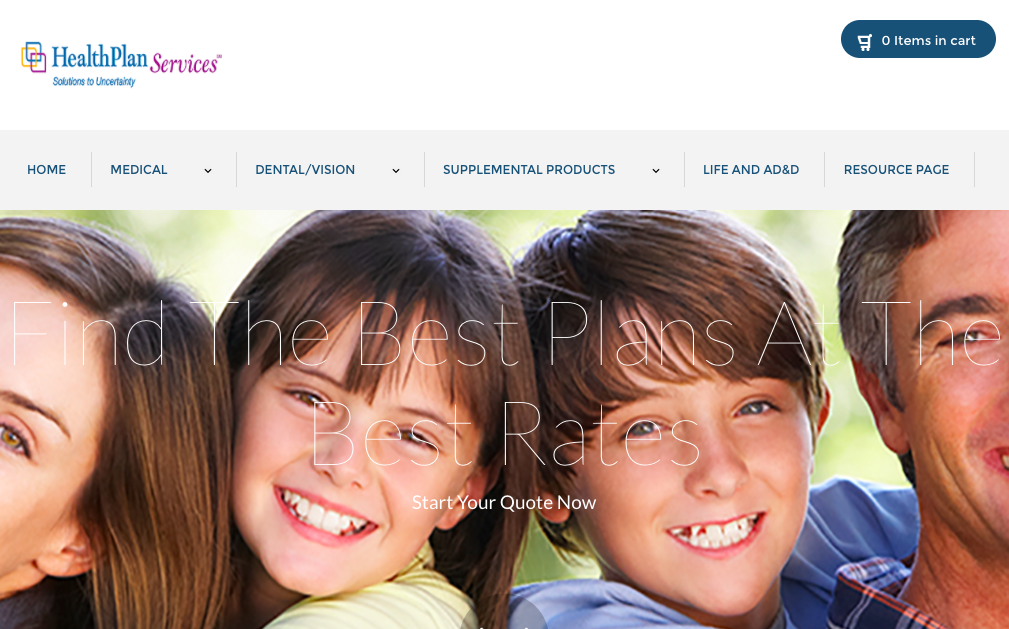 HealthPlan Services
Solutions to Uncertainty
0 Items in cart
HOME
MEDICAL
DENTAL/VISION
SUPPLEMENTAL PRODUCTS
LIFE AND AD&D
RESOURCE PAGE
Find The Best Plans At The
Best Rates
Start Your Quote Now